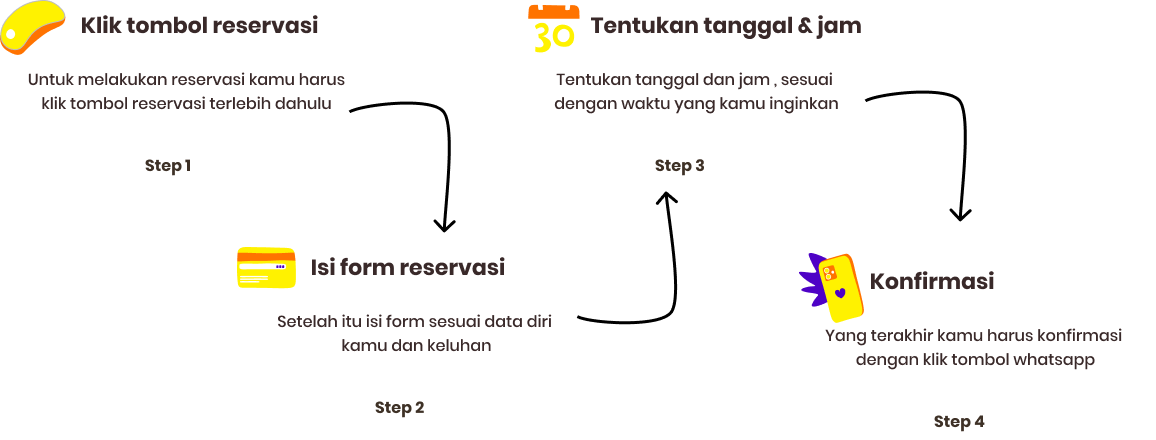 Klik tombol reservasi
Untuk melakukan reservasi kamu harus
klik tombol reservasi terlebih dahulu
Step 1
Isi form reservasi
Setelah itu isi form sesuai data diri
kamu dan keluhan
Step 2
30
Tentukan tanggal & jam
Tentukan tanggal dan jam , sesuai
dengan waktu yang kamu inginkan
Step 3
Konfirmasi
Yang terakhir kamu harus konfirmasi
dengan klik tombol whatsapp
Step 4